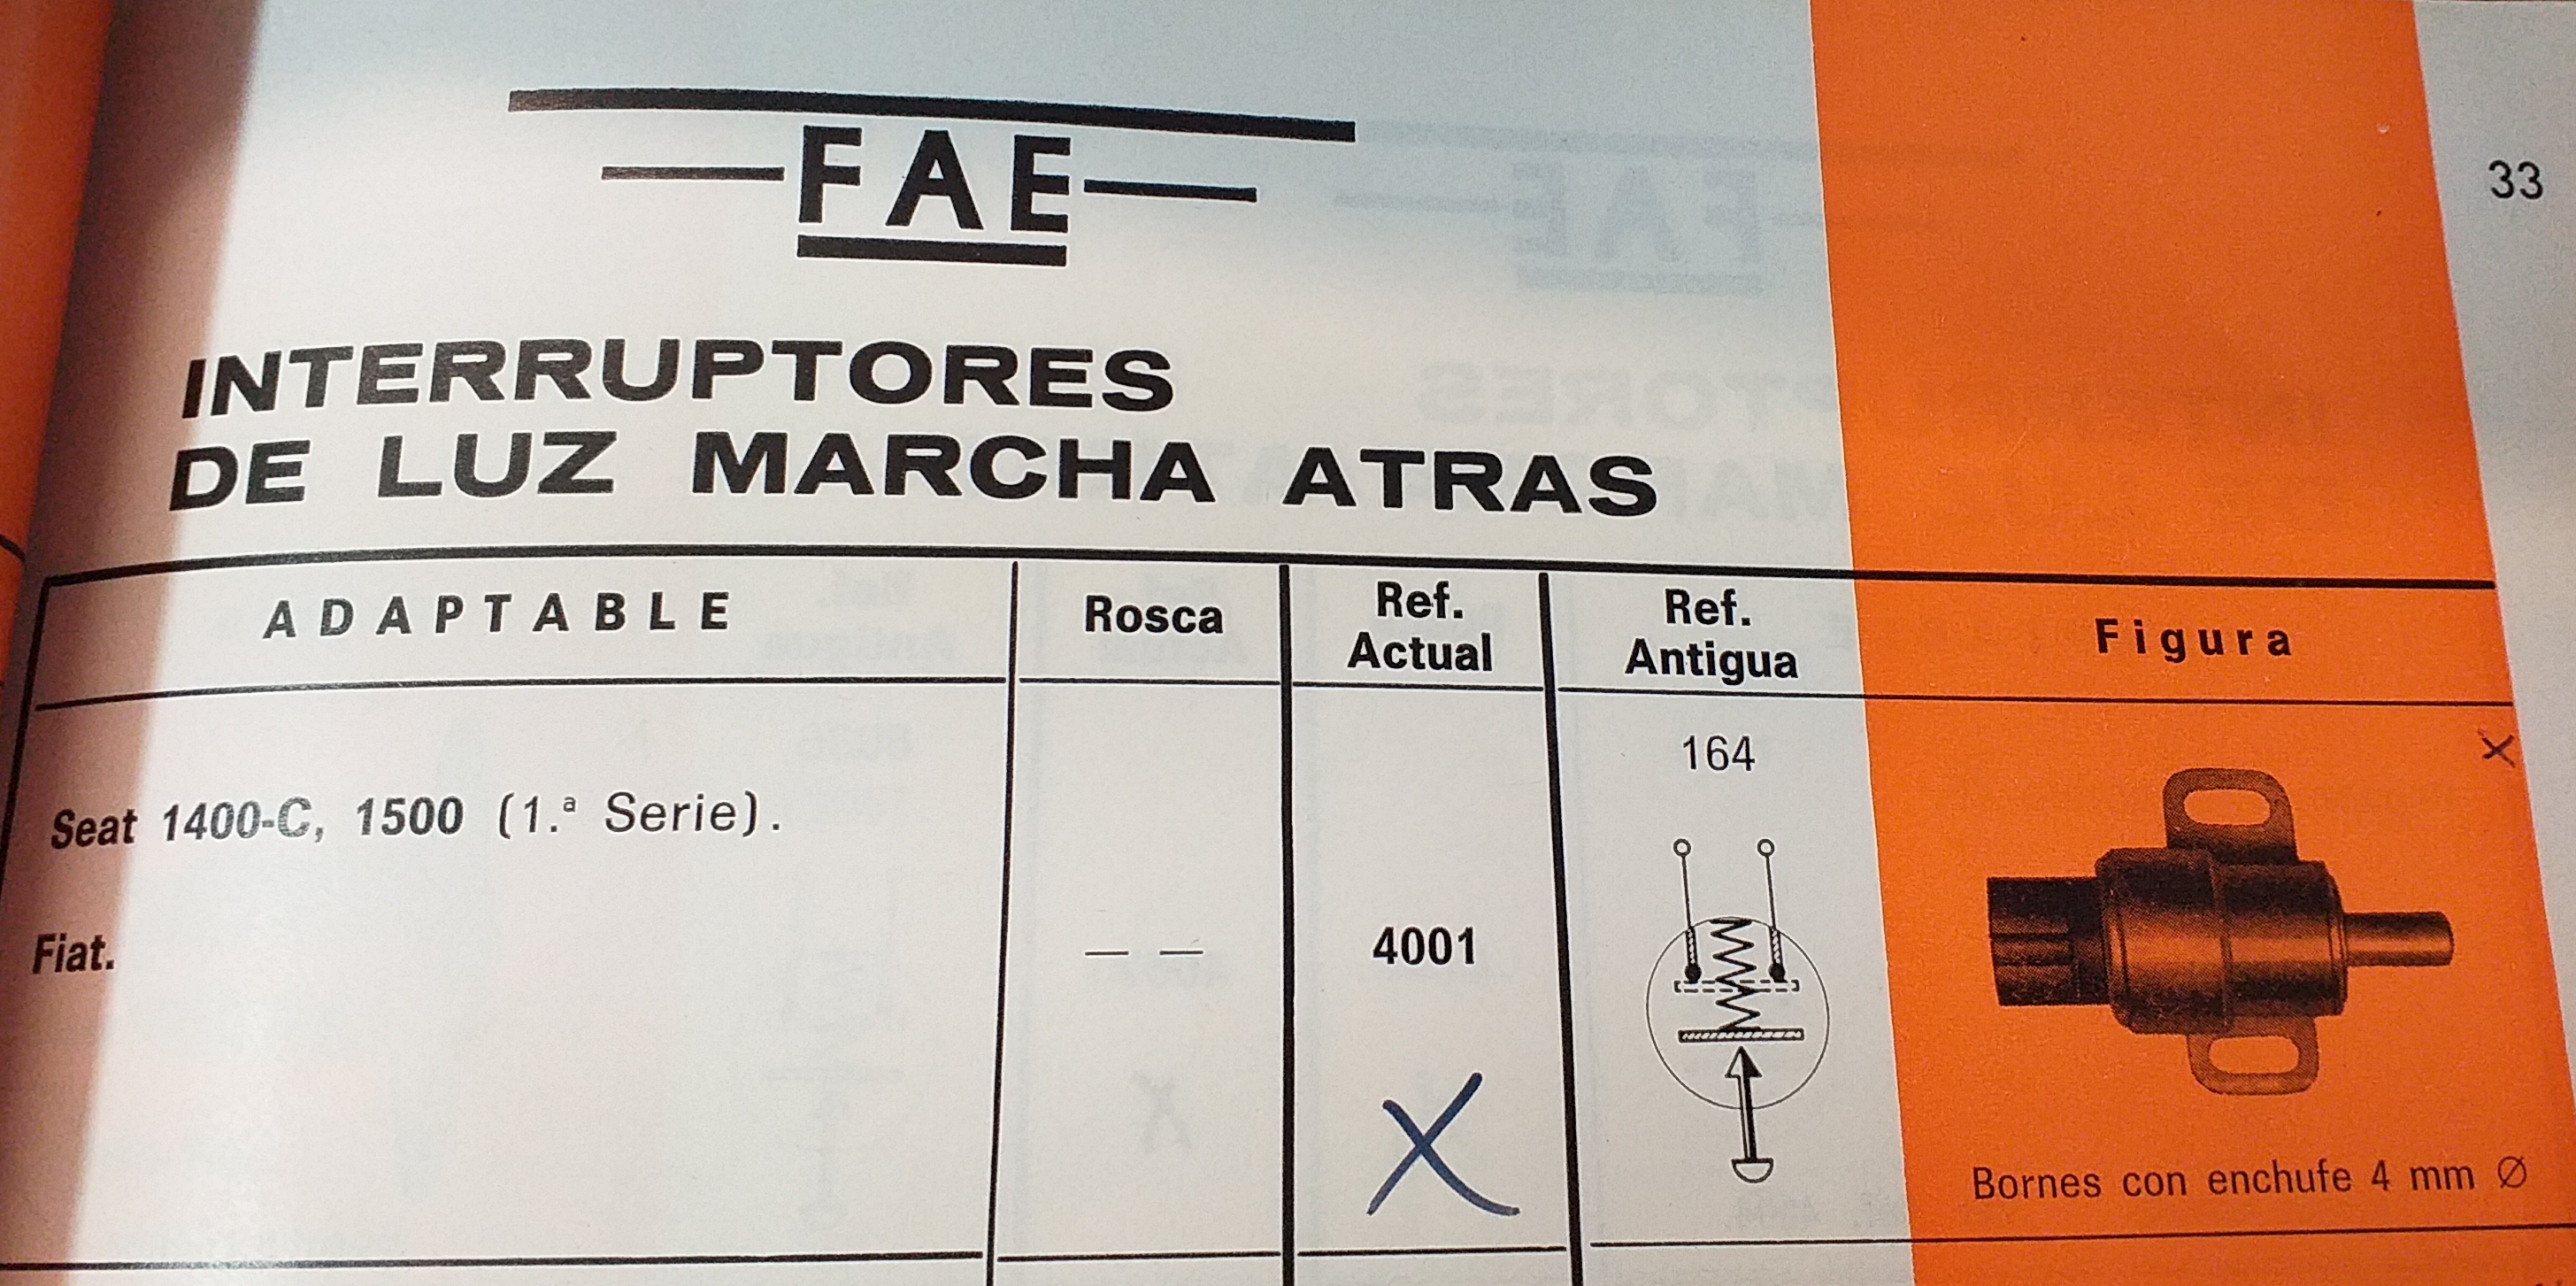 FAE
33
INTERRUPTORES
DE LUZ MARCHA ATRAS
ADAPTABLE
Rosca
Ref.
Actual
Ref.
Antigua
Figura
164
Seat 1400-C, 1500 (1.ª Serie).
Fiat.
— —
4001
X
X
Bornes con enchufe 4 mm Ø